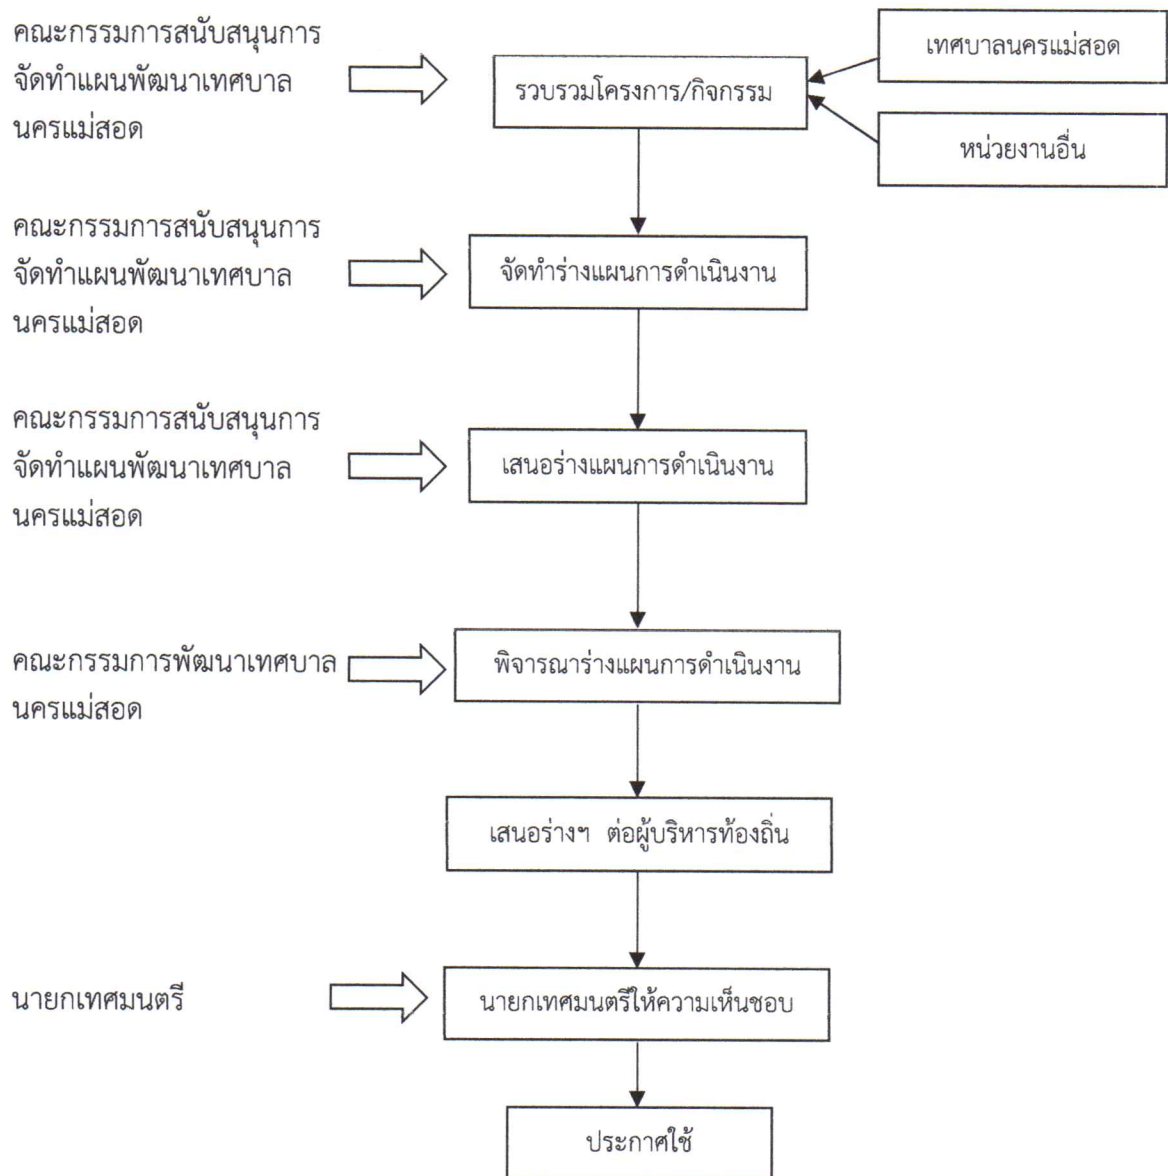 คณะกรรมการสนับสนุนการ
จัดทำแผนพัฒนาเทศบาล
นครแม่สอด
รวบรวมโครงการ/กิจกรรม
เทศบาลนครแม่สอด
หน่วยงานอื่น
คณะกรรมการสนับสนุนการ
จัดทำแผนพัฒนาเทศบาล
นครแม่สอด
จัดทำร่างแผนการดำเนินงาน
คณะกรรมการสนับสนุนการ
จัดทำแผนพัฒนาเทศบาล
นครแม่สอด
เสนอร่างแผนการดำเนินงาน
คณะกรรมการพัฒนาเทศบาล
นครแม่สอด
พิจารณาร่างแผนการดำเนินงาน
เสนอร่างฯ ต่อผู้บริหารท้องถิ่น
นายกเทศมนตรี
นายกเทศมนตรีให้ความเห็นชอบ
ประกาศใช้